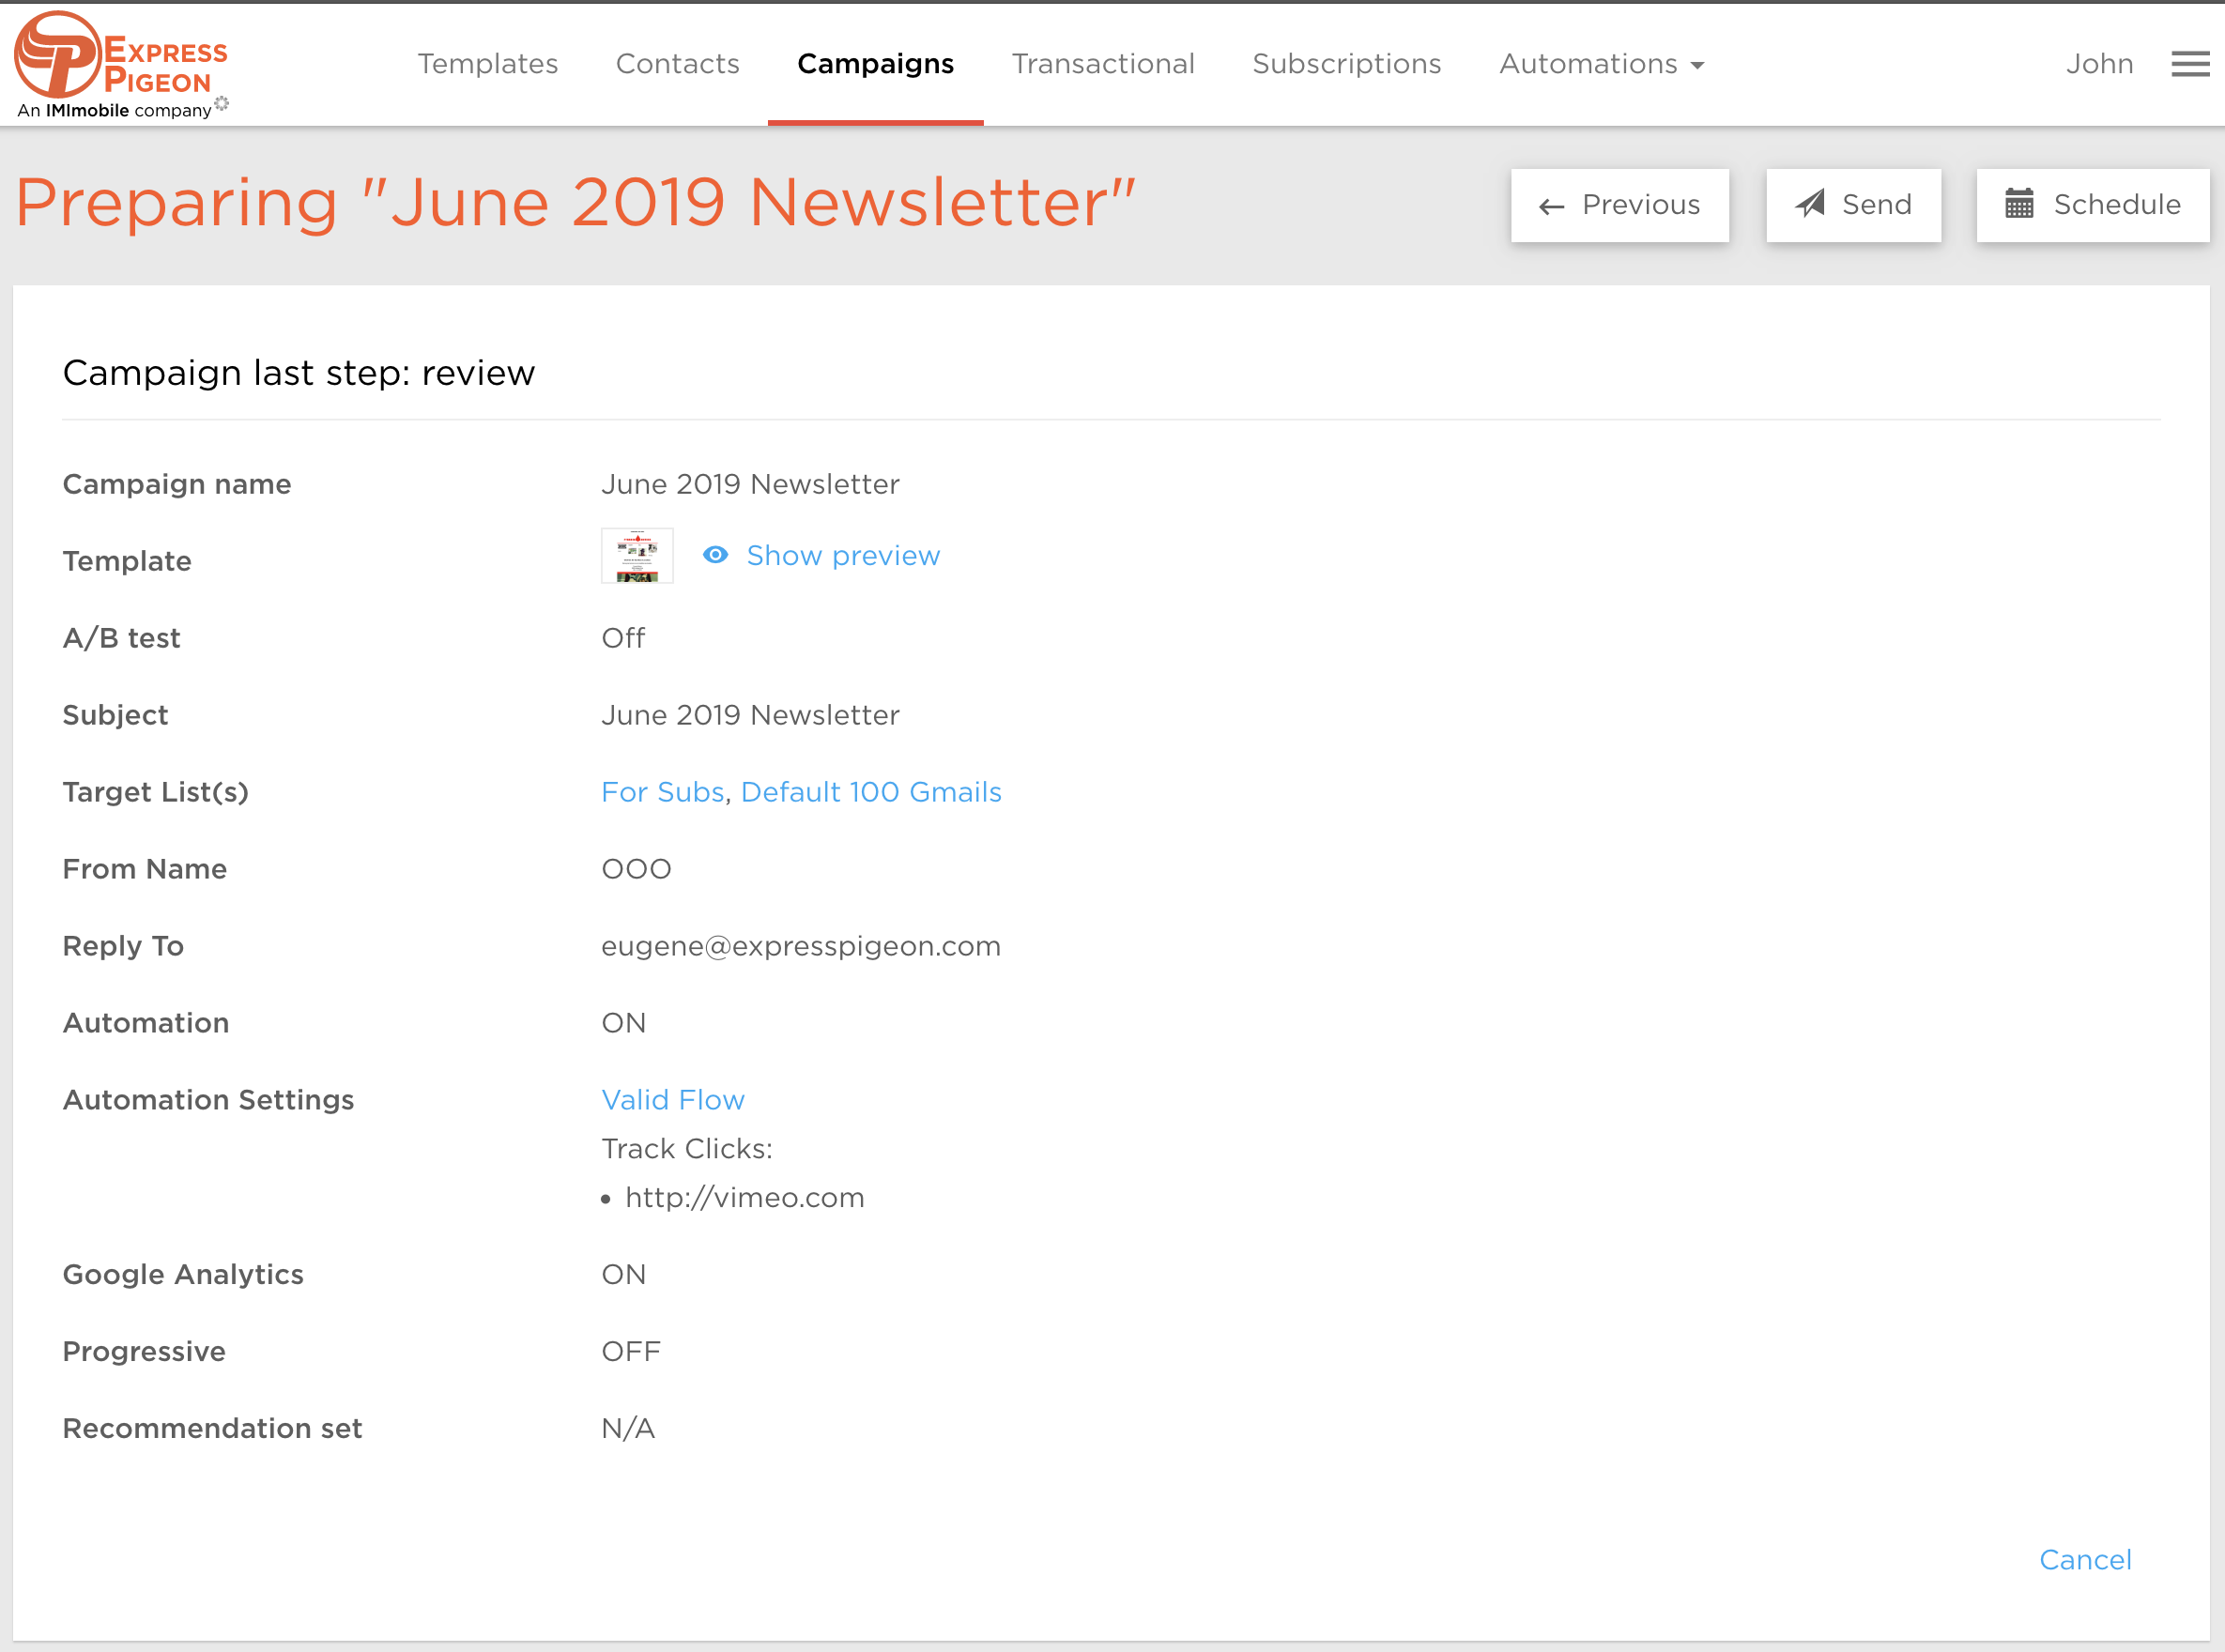 EXPRESS
PIGEON
An IMImobile company
Templates Contacts Campaigns Transactional Subscriptions Automations John
Preparing "June 2019 Newsletter" Previous Send Schedule
Campaign last step: review
Campaign name June 2019 Newsletter
Template Show preview
A/B test Off
Subject June 2019 Newsletter
Target List(s) For Subs, Default 100 Gmails
From Name OOO
Reply To eugene@expresspigeon.com
Automation ON
Automation Settings Valid Flow
Track Clicks:
• http://vimeo.com
Google Analytics ON
Progressive OFF
Recommendation set N/A
Cancel